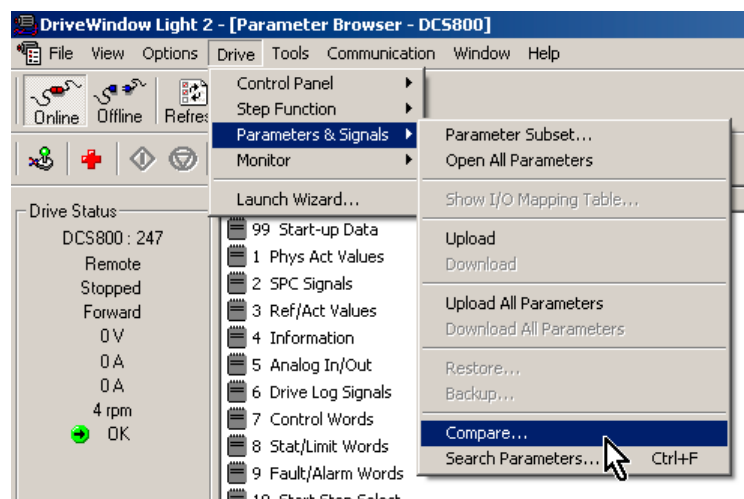 DriveWindow Light 2 - [Parameter Browser - DCS800]
File View Options Drive Tools Communication Window Help
Online Offline
Control Panel
Step Function
Parameters & Signals
Monitor
Launch Wizard...
Parameter Subset...
Open All Parameters
Show I/O Mapping Table...
Upload
Download
Upload All Parameters
Download All Parameters
Restore...
Backup...
Compare...
Search Parameters... Ctrl+F
Drive Status
DCS800 : 247
Remote
Stopped
Forward
0 V
0 A
0 A
4 rpm
OK
99 Start-up Data
1 Phys Act Values
2 SPC Signals
3 Ref/Act Values
4 Information
5 Analog In/Out
6 Drive Log Signals
7 Control Words
8 Stat/Limit Words
9 Fault/Alarm Words